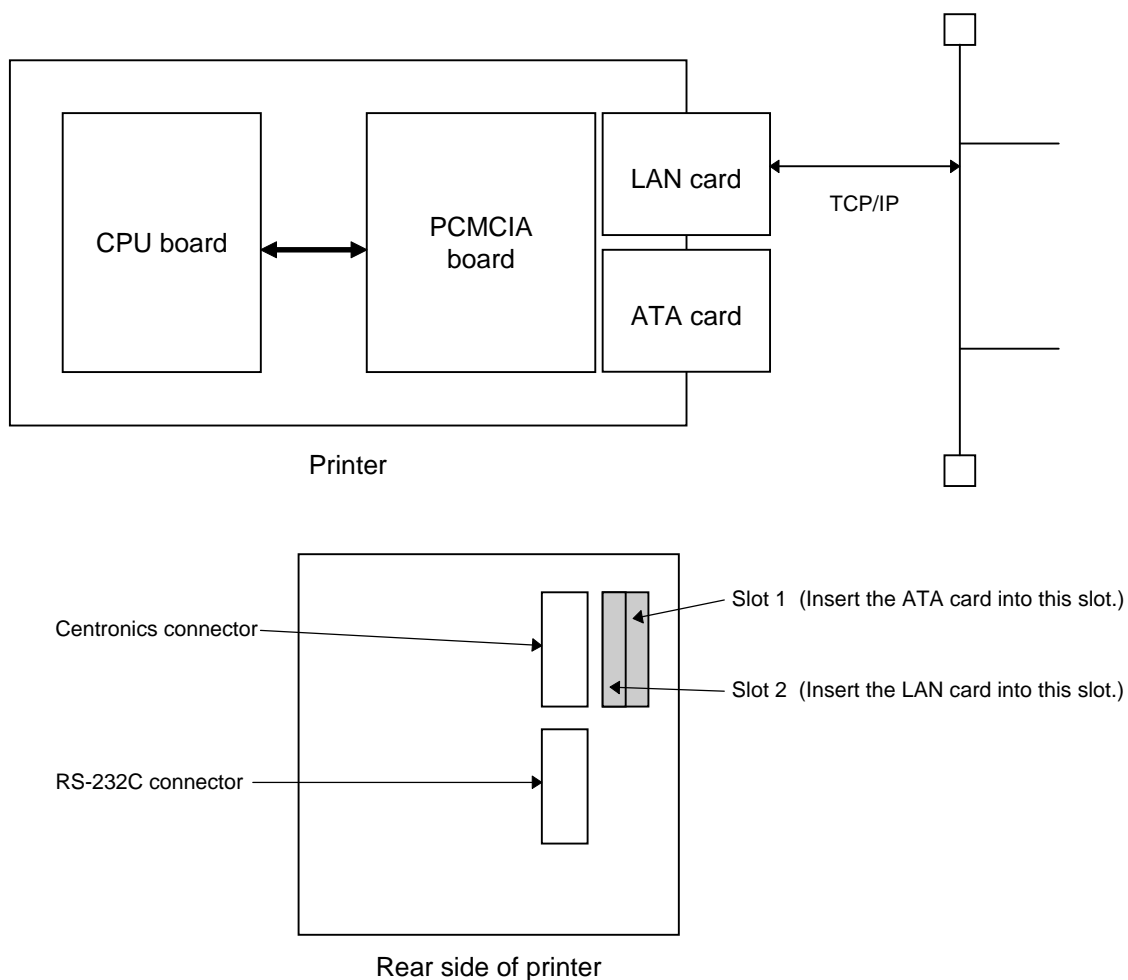 LAN card
TCP/IP
CPU board
PCMCIA
board
ATA card
Printer
Slot 1 (Insert the ATA card into this slot.)
Centronics connector
Slot 2 (Insert the LAN card into this slot.)
RS-232C connector
Rear side of printer